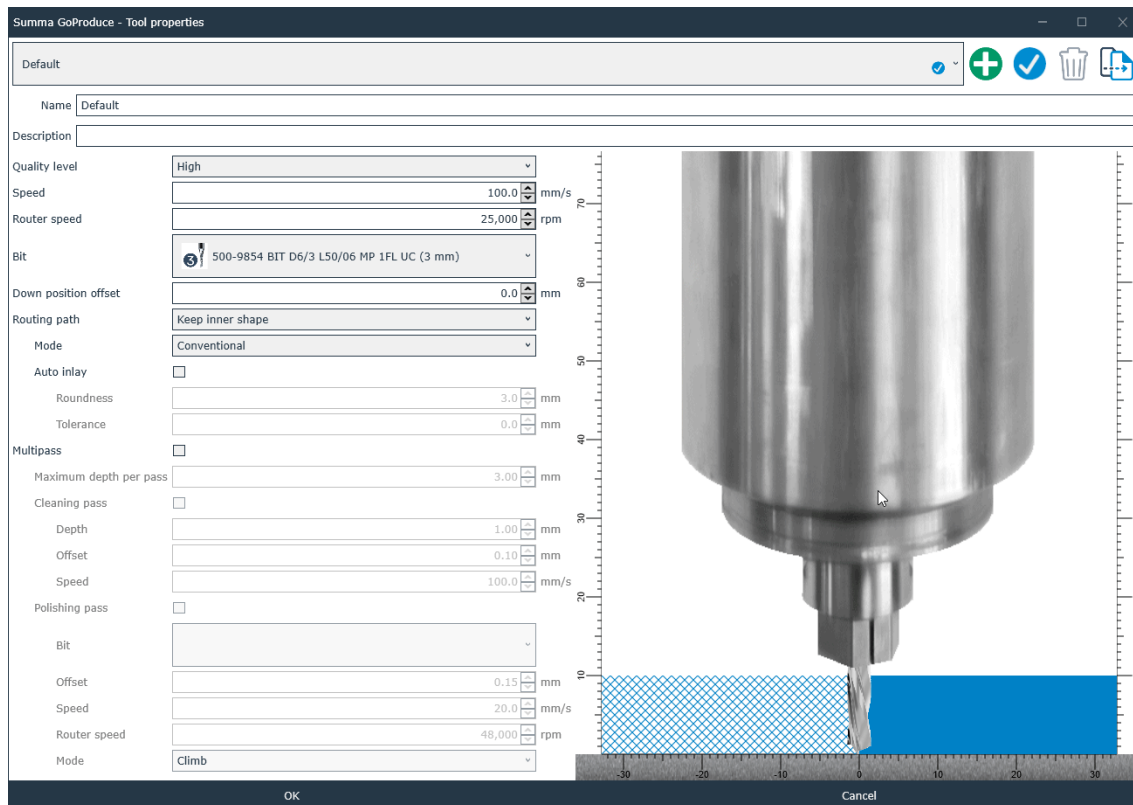 Summa GoProduce - Tool properties
Default
Name Default
Description
Quality level High
Speed 100.0 mm/s
Router speed 25,000 rpm
Bit 3 500-9854 BIT D6/3 L50/06 MP 1FL UC (3 mm)
Down position offset 0.0 mm
Routing path Keep inner shape
Mode Conventional
Auto inlay
Roundness 3.0 mm
Tolerance 0.0 mm
Multipass
Maximum depth per pass 3.00 mm
Cleaning pass
Depth 1.00 mm
Offset 0.10 mm
Speed 100.0 mm/s
Polishing pass
Bit
Offset 0.15 mm
Speed 20.0 mm/s
Router speed 48,000 rpm
Mode Climb
70
60
50
40
30
20
10
-30 -20 -10 0 10 20 30
OK Cancel